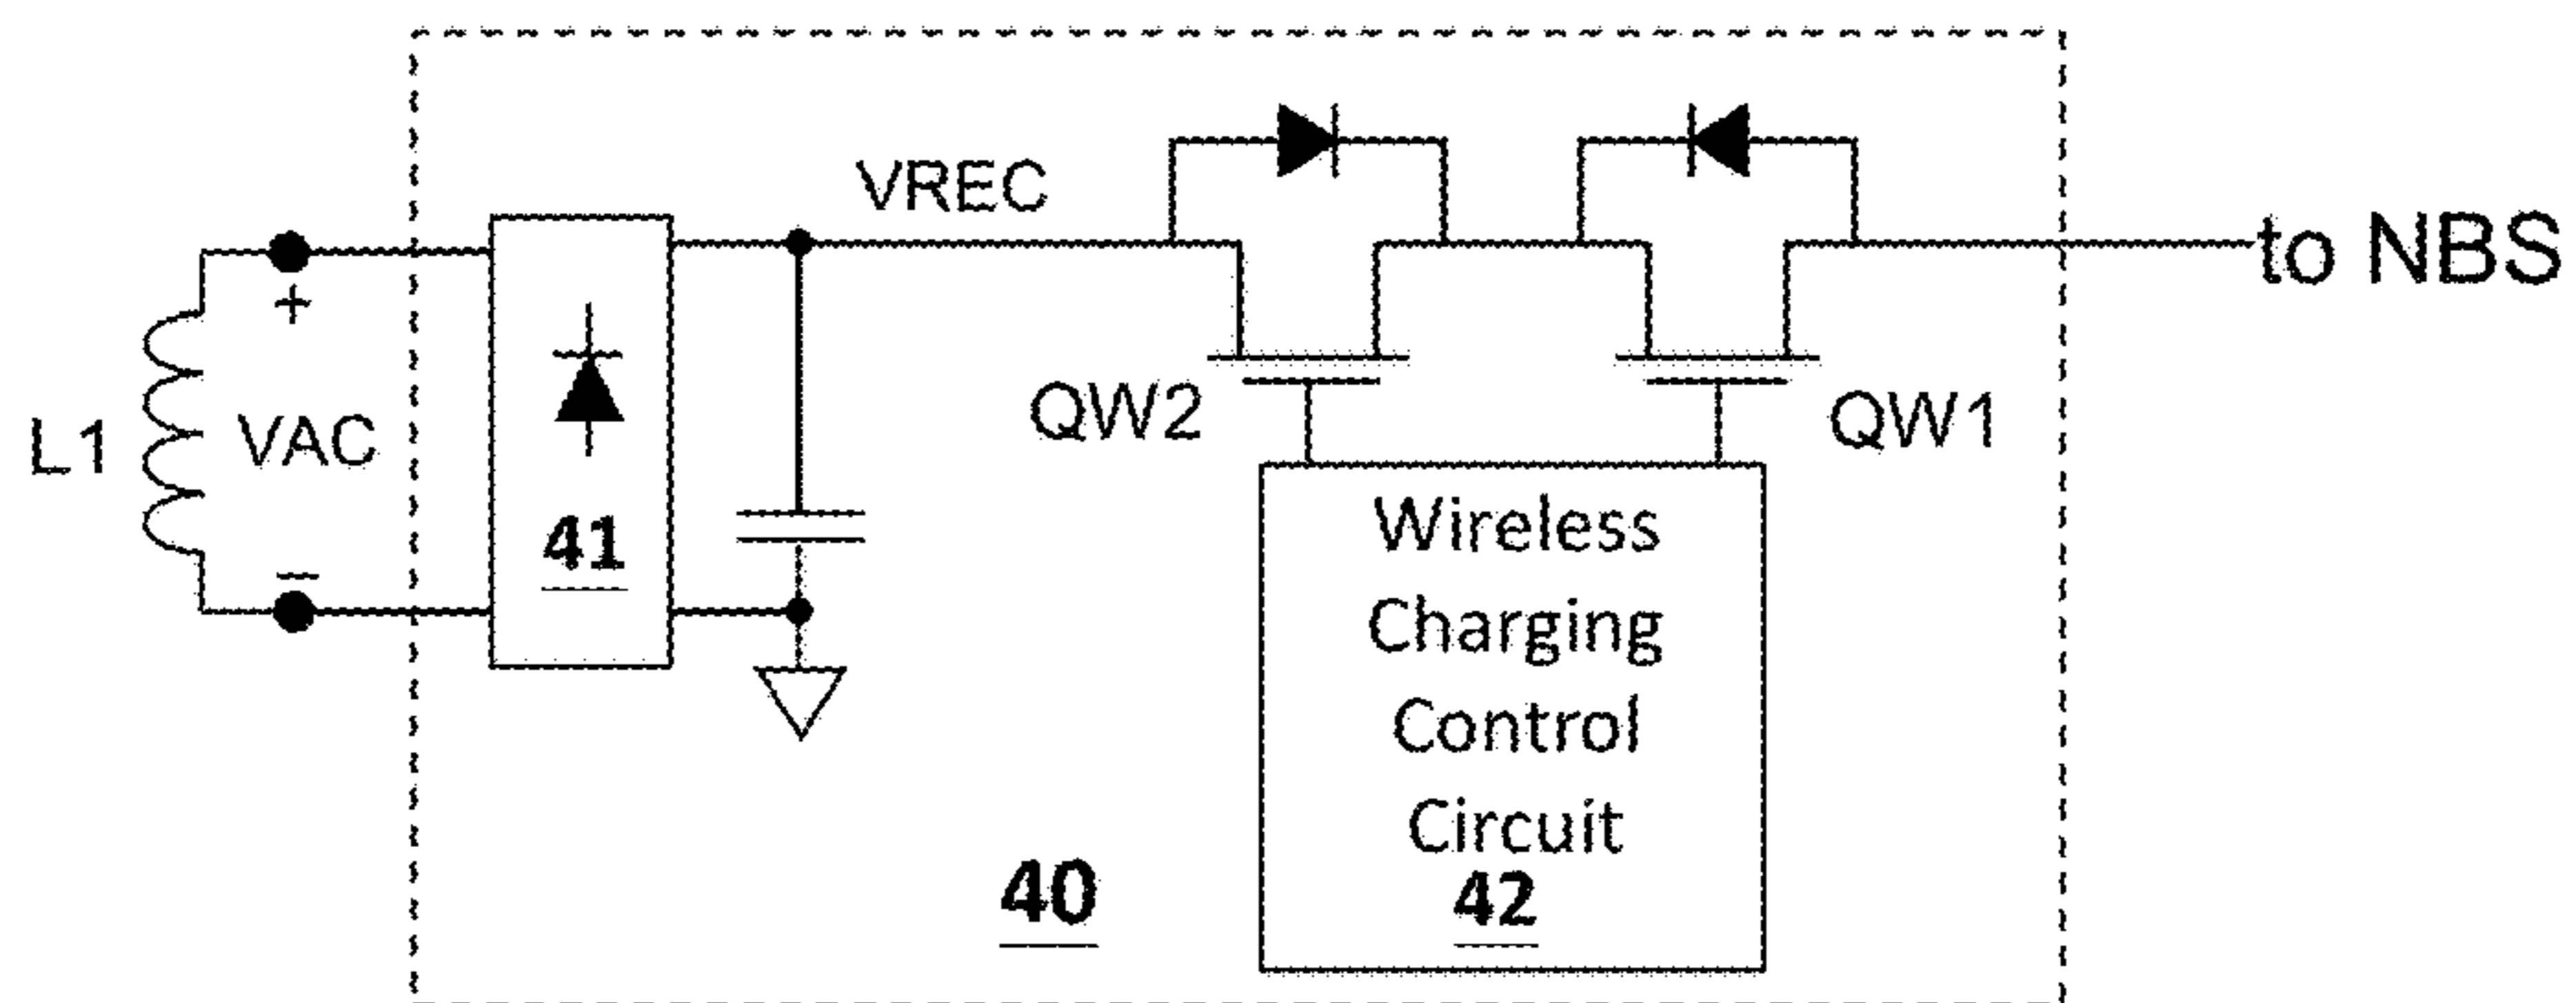 VREC
to NBS
+
L1
VAC
41
−
QW2
QW1
Wireless
Charging
Control
Circuit
42
40